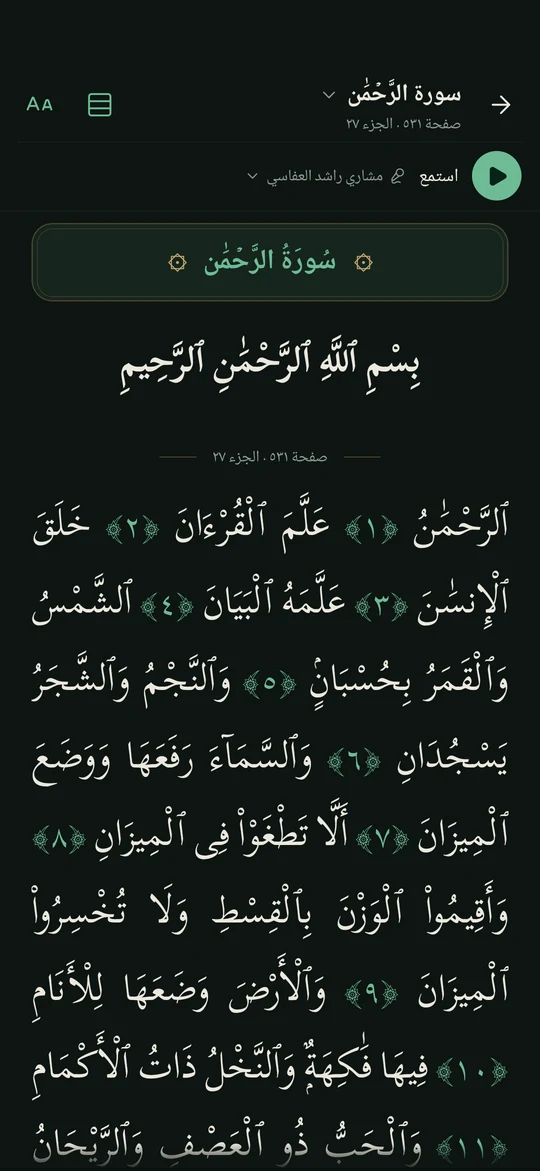 سورة الرَّحْمَٰن
صفحة ٥٣١ . الجزء ٢٧
AA
استمع
مشاري راشد العفاسي
سُورَةُ الرَّحْمَٰن
بِسْمِ ٱللَّهِ ٱلرَّحْمَٰنِ ٱلرَّحِيمِ
صفحة ٥٣١ . الجزء ٢٧
ٱلرَّحْمَٰنُ ﴿١﴾ عَلَّمَ ٱلْقُرْءَانَ ﴿٢﴾ خَلَقَ
ٱلْإِنسَٰنَ ﴿٣﴾ عَلَّمَهُ ٱلْبَيَانَ ﴿٤﴾ ٱلشَّمْسُ
وَٱلْقَمَرُ بِحُسْبَانٍ ﴿٥﴾ وَٱلنَّجْمُ وَٱلشَّجَرُ
يَسْجُدَانِ ﴿٦﴾ وَٱلسَّمَآءَ رَفَعَهَا وَوَضَعَ
ٱلْمِيزَانَ ﴿٧﴾ أَلَّا تَطْغَوْا۟ فِى ٱلْمِيزَانِ ﴿٨﴾
وَأَقِيمُوا۟ ٱلْوَزْنَ بِٱلْقِسْطِ وَلَا تُخْسِرُوا۟
ٱلْمِيزَانَ ﴿٩﴾ وَٱلْأَرْضَ وَضَعَهَا لِلْأَنَامِ
﴿١٠﴾ فِيهَا فَٰكِهَةٌ وَٱلنَّخْلُ ذَاتُ ٱلْأَكْمَامِ
﴿١١﴾ وَٱلْحَبُّ ذُو ٱلْعَصْفِ وَٱلرَّيْحَانُ